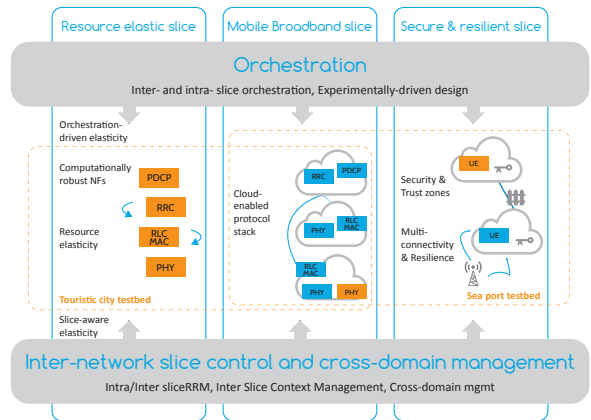 Resource elastic slice
Mobile Broadband slice
Secure & resilient slice
Orchestration
Inter- and intra- slice orchestration, Experimentally-driven design
Orchestration-
driven elasticity
Computationally
robust NFs
Resource
elasticity
PDCP
RRC
RLC
MAC
PHY
Touristic city testbed
Slice-aware
elasticity
Cloud-
enabled
protocol
stack
RRC
PDCP
PHY
RLC
MAC
RLC
MAC
PHY
PHY
Security &
Trust zones
Multi-
connectivity
& Resilience
UE
UE
Sea port testbed
Inter-network slice control and cross-domain management
Intra/Inter sliceRRM, Inter Slice Context Management, Cross-domain mgmt